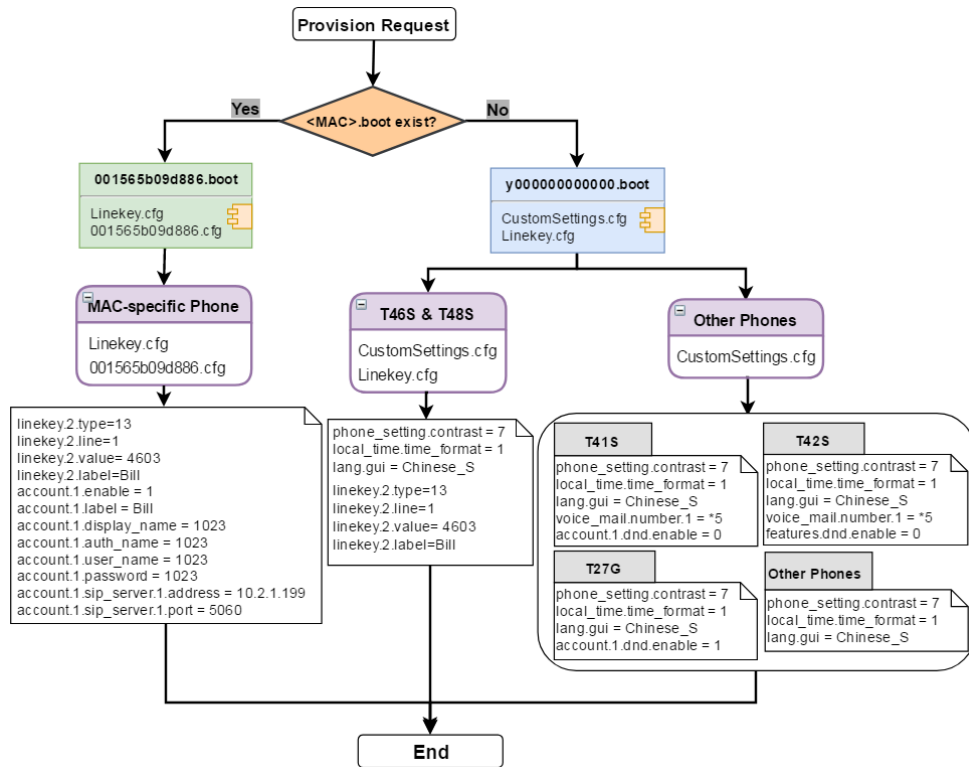 Provision Request
Yes
<MAC>.boot exist?
No
001565b09d886.boot
Linekey.cfg
001565b09d886.cfg
y000000000000.boot
CustomSettings.cfg
Linekey.cfg
MAC-specific Phone
Linekey.cfg
001565b09d886.cfg
T46S & T48S
CustomSettings.cfg
Linekey.cfg
Other Phones
CustomSettings.cfg
linekey.2.type=13
linekey.2.line=1
linekey.2.value= 4603
linekey.2.label=Bill
account.1.enable = 1
account.1.label = Bill
account.1.display_name = 1023
account.1.auth_name = 1023
account.1.user_name = 1023
account.1.password = 1023
account.1.sip_server.1.address = 10.2.1.199
account.1.sip_server.1.port = 5060
phone_setting.contrast = 7
local_time.time_format = 1
lang.gui = Chinese_S
linekey.2.type=13
linekey.2.line=1
linekey.2.value= 4603
linekey.2.label=Bill
T41S
phone_setting.contrast = 7
local_time.time_format = 1
lang.gui = Chinese_S
voice_mail.number.1 = *5
account.1.dnd.enable = 0
T42S
phone_setting.contrast = 7
local_time.time_format = 1
lang.gui = Chinese_S
voice_mail.number.1 = *5
features.dnd.enable = 0
T27G
phone_setting.contrast = 7
local_time.time_format = 1
lang.gui = Chinese_S
account.1.dnd.enable = 1
Other Phones
phone_setting.contrast = 7
local_time.time_format = 1
lang.gui = Chinese_S
End